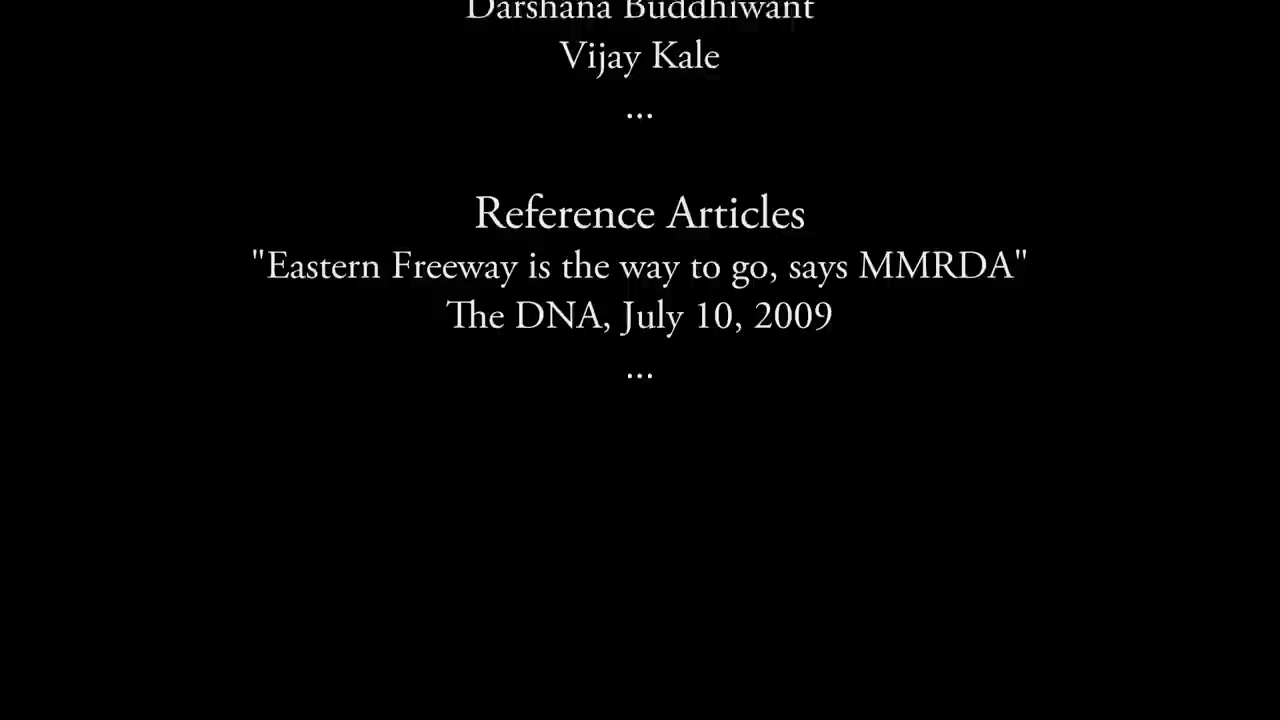 Darshana Buddhiwant
Vijay Kale
...
Reference Articles
"Eastern Freeway is the way to go, says MMRDA"
The DNA, July 10, 2009
...